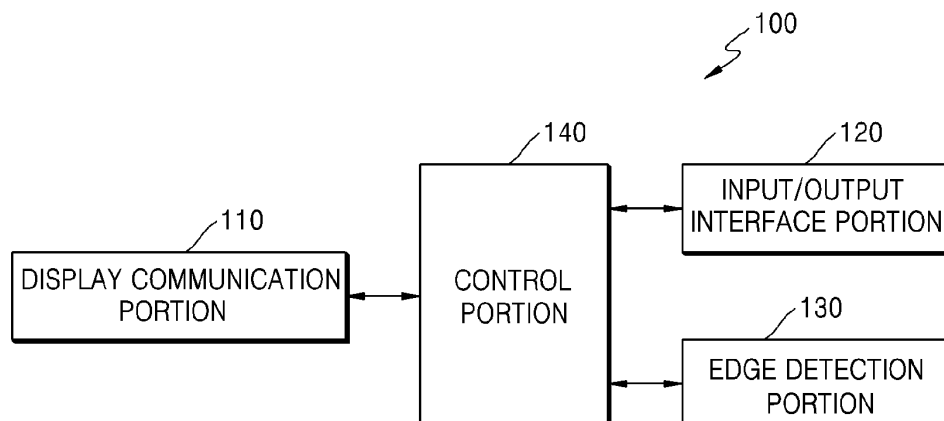 100
140
120
INPUT/OUTPUT
INTERFACE PORTION
110
DISPLAY COMMUNICATION
PORTION
CONTROL
PORTION
130
EDGE DETECTION
PORTION